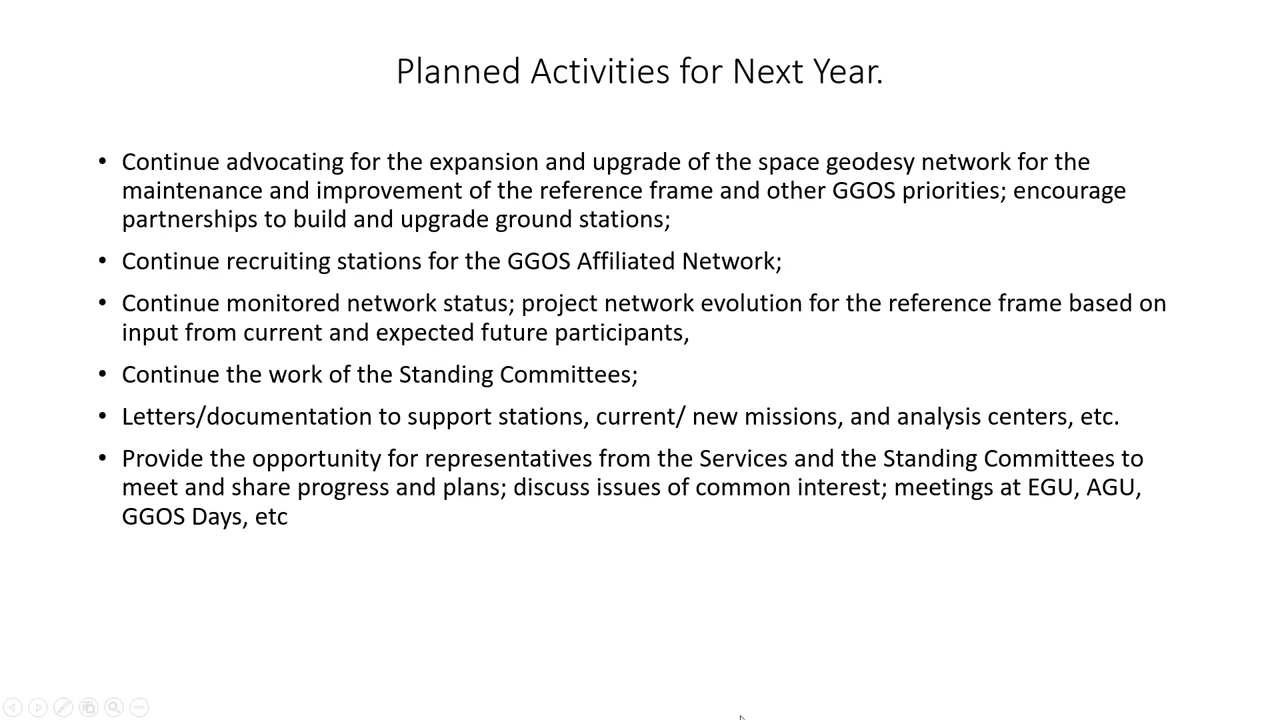 Planned Activities for Next Year.
• Continue advocating for the expansion and upgrade of the space geodesy network for the
maintenance and improvement of the reference frame and other GGOS priorities; encourage
partnerships to build and upgrade ground stations;
• Continue recruiting stations for the GGOS Affiliated Network;
• Continue monitored network status; project network evolution for the reference frame based on
input from current and expected future participants,
• Continue the work of the Standing Committees;
• Letters/documentation to support stations, current/ new missions, and analysis centers, etc.
• Provide the opportunity for representatives from the Services and the Standing Committees to
meet and share progress and plans; discuss issues of common interest; meetings at EGU, AGU,
GGOS Days, etc